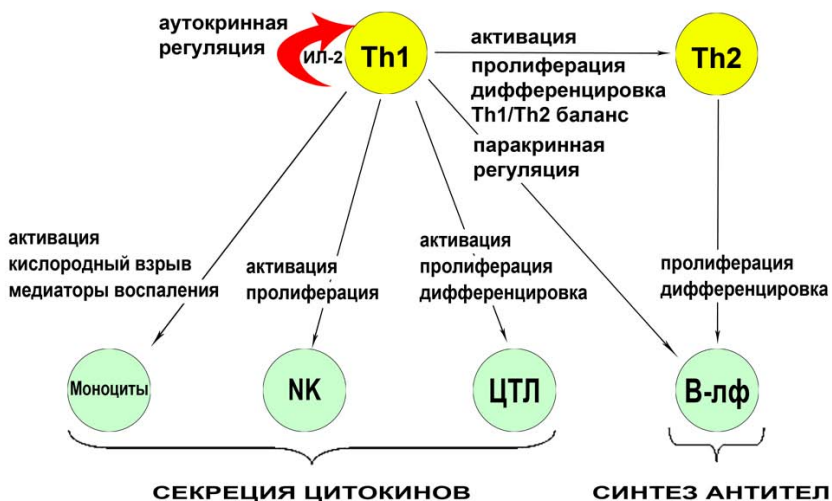 аутокринная
регуляция
ИЛ-2
Th1
активация
пролиферация
дифференцировка
Th1/Th2 баланс
Th2
паракринная
регуляция
активация
кислородный взрыв
медиаторы воспаления
активация
пролиферация
активация
пролиферация
дифференцировка
пролиферация
дифференцировка
Моноциты
NK
ЦТЛ
В-лф
СЕКРЕЦИЯ ЦИТОКИНОВ
СИНТЕЗ АНТИТЕЛ